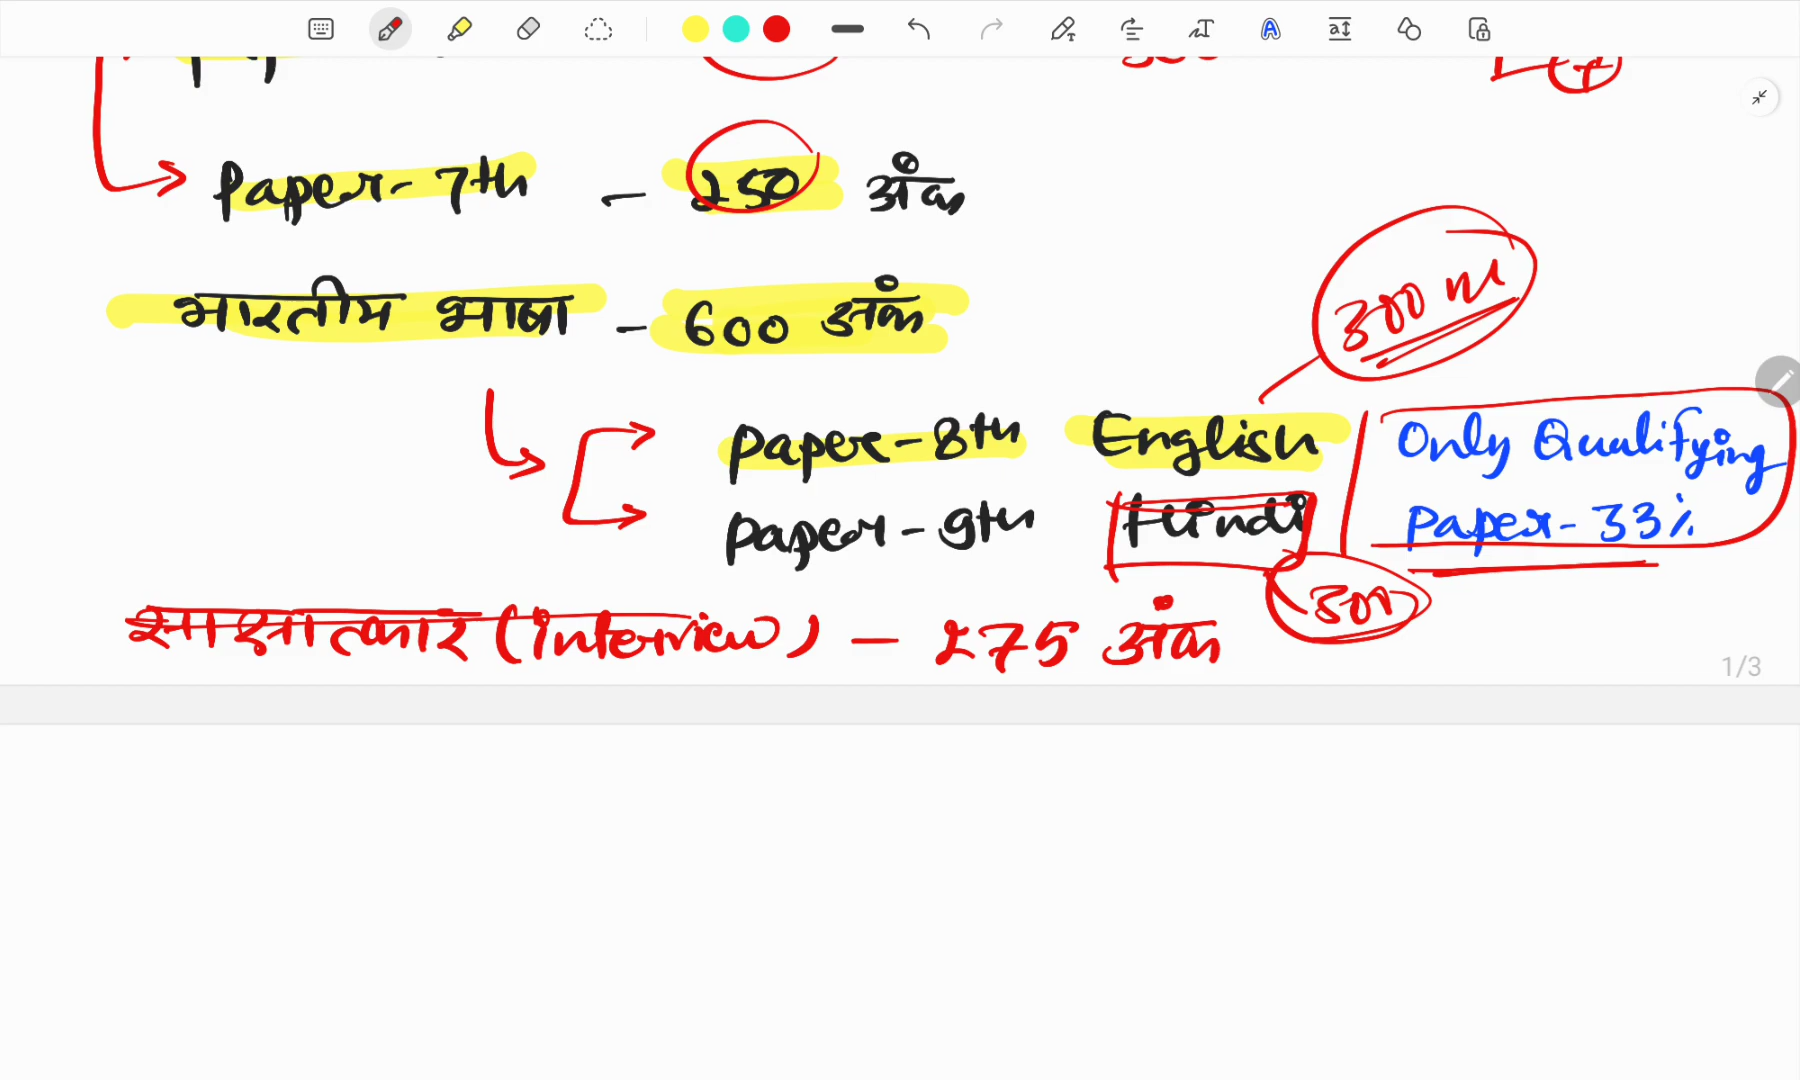 Paper - 7th - 250 अंक
भारतीय भाषा - 600 अंक
300 M
Paper - 8th English
Only Qualifying
Paper - 9th Hindi
Paper - 33%
300
साक्षात्कार (interview) - 275 अंक
1/3